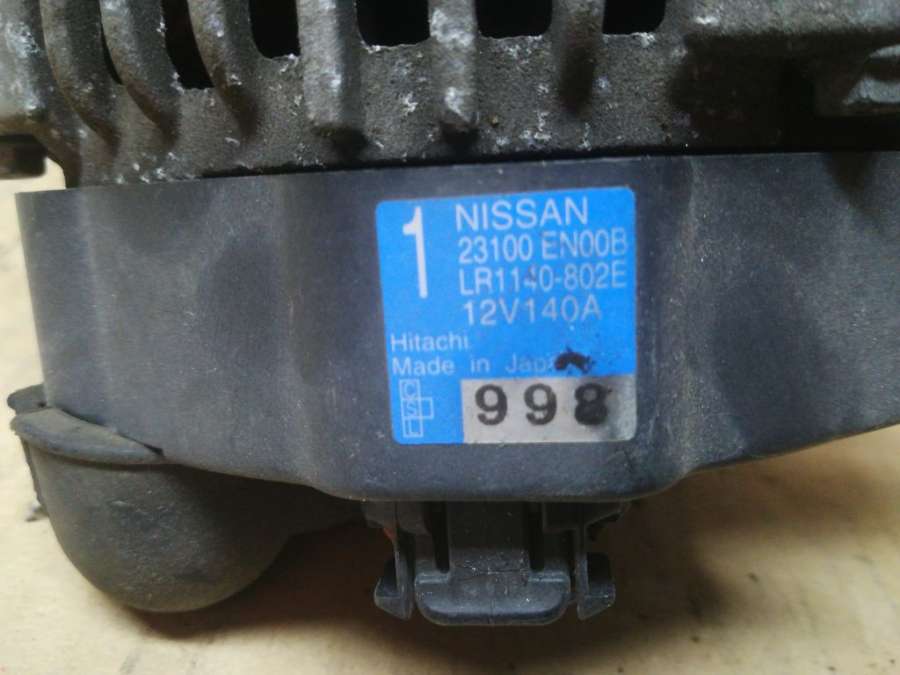 1
NISSAN
23100 EN00B
LR1140-802E
12V140A
Hitachi
Made in Japan
C
S
L
998